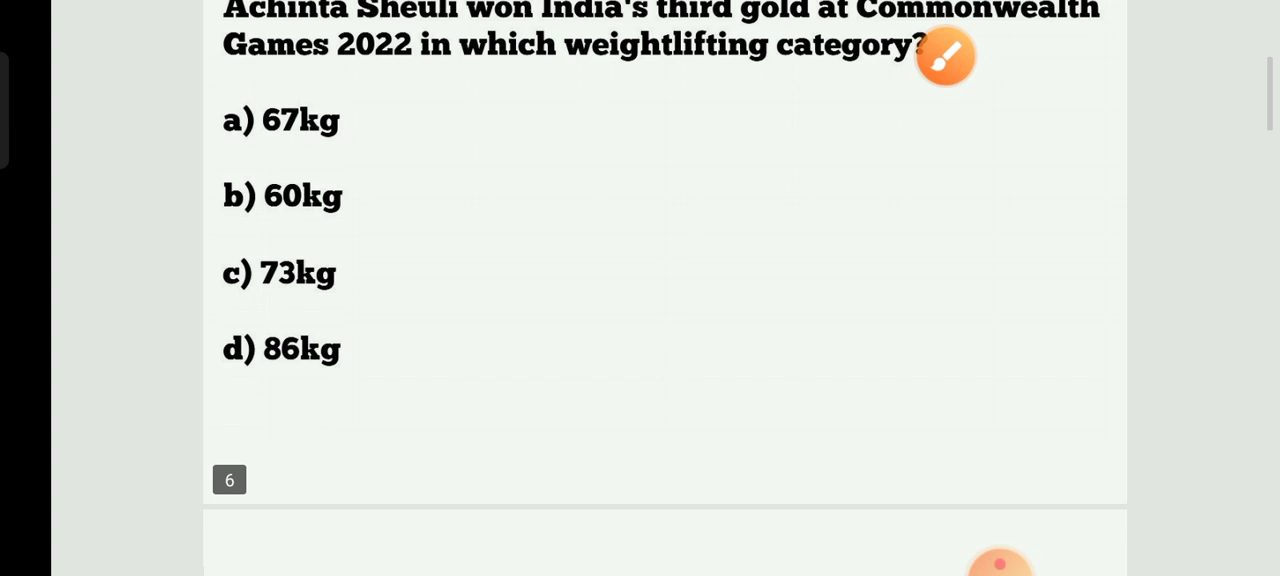 Achinta Sheuli won India's third gold at Commonwealth
Games 2022 in which weightlifting category?
a) 67kg
b) 60kg
c) 73kg
d) 86kg
6